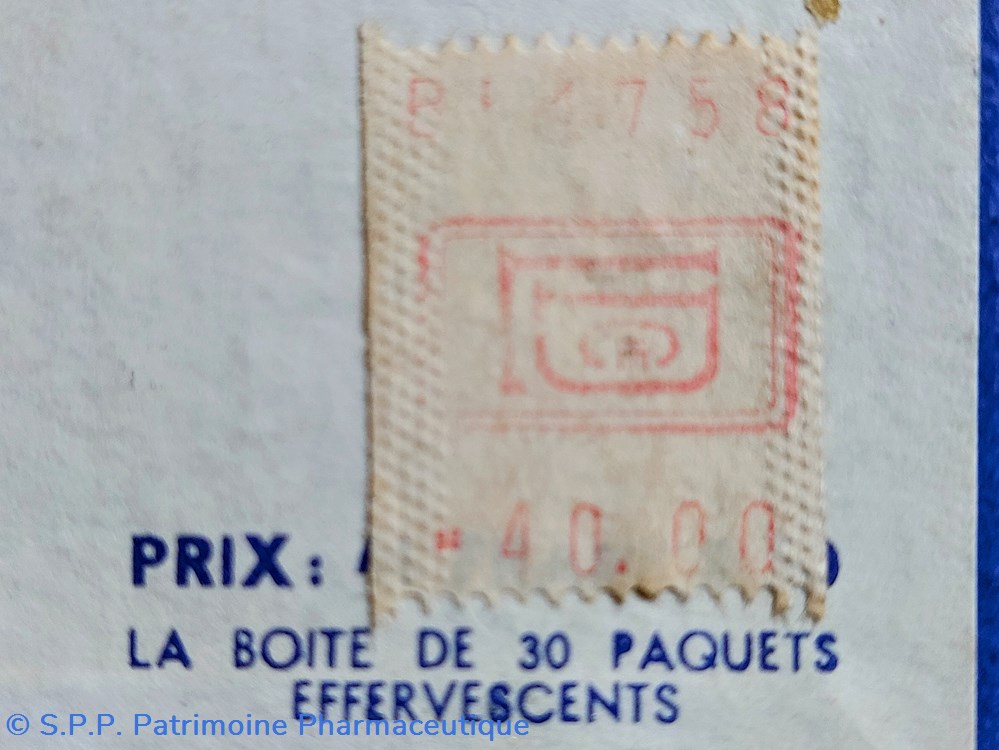 4758
40.00
PRIX :
LA BOITE DE 30 PAQUETS
EFFERVESCENTS
© S.P.P. Patrimoine Pharmaceutique